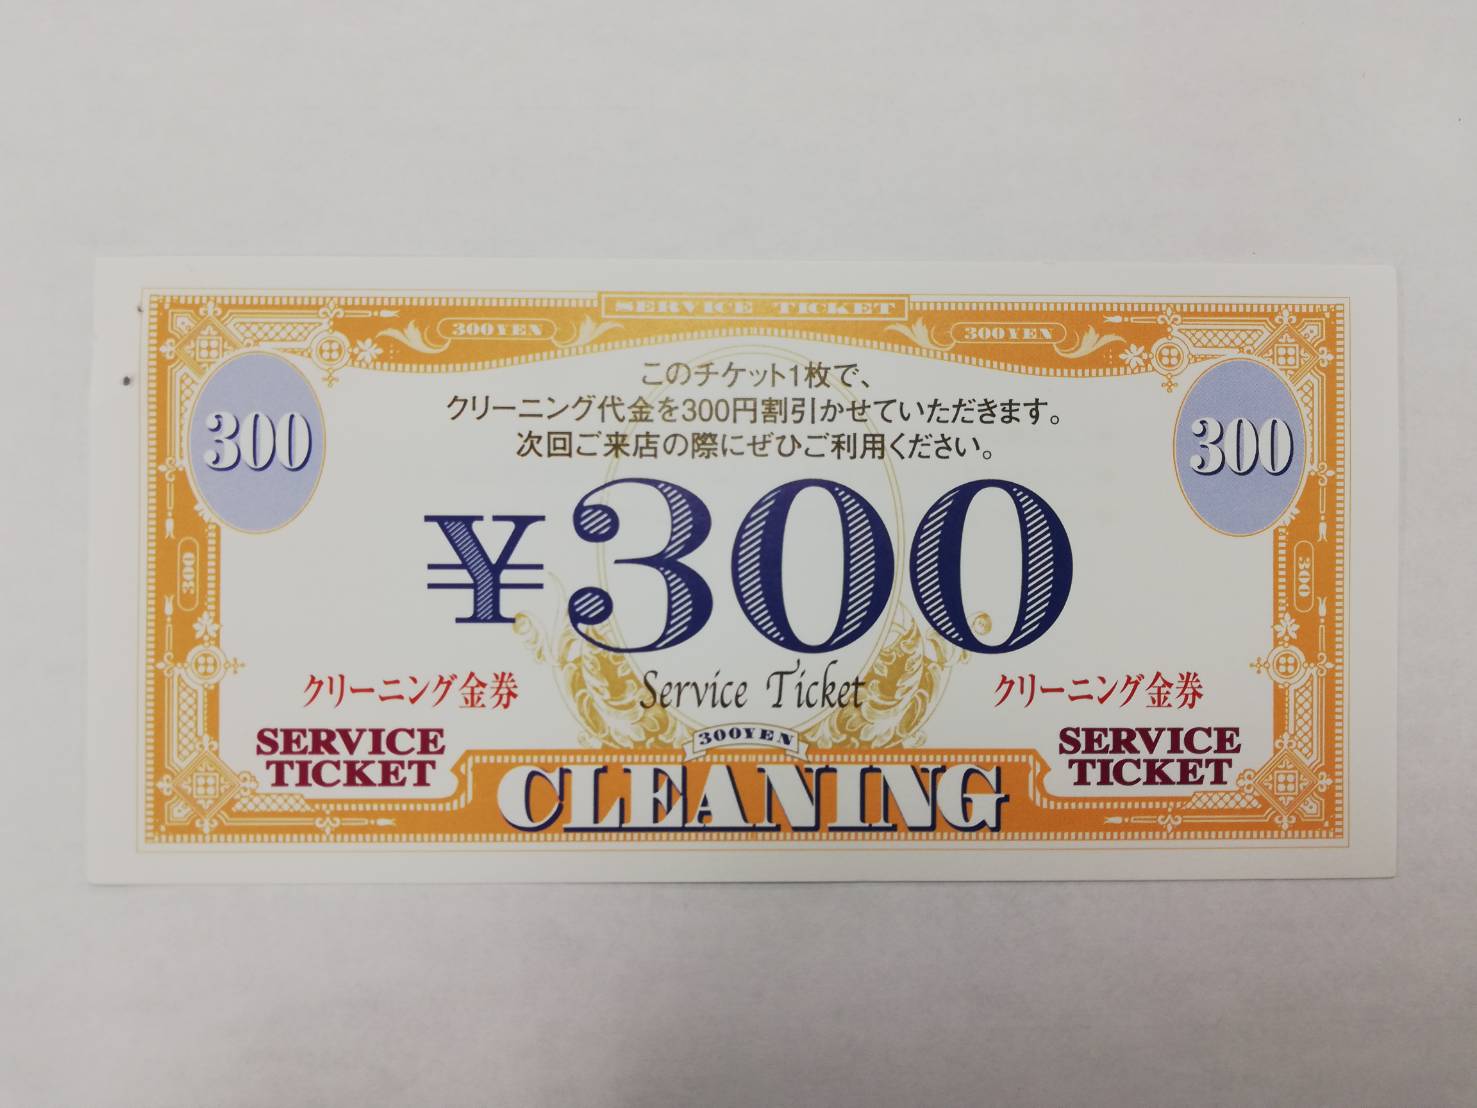 SERVICE TICKET
300YEN
300YEN
このチケット1枚で、
クリーニング代金を300円割引かせていただきます。
次回ご来店の際にぜひご利用ください。
300
300
¥300
300
300
クリーニング金券
Service Ticket
クリーニング金券
SERVICE
TICKET
300YEN
SERVICE
TICKET
CLEANING